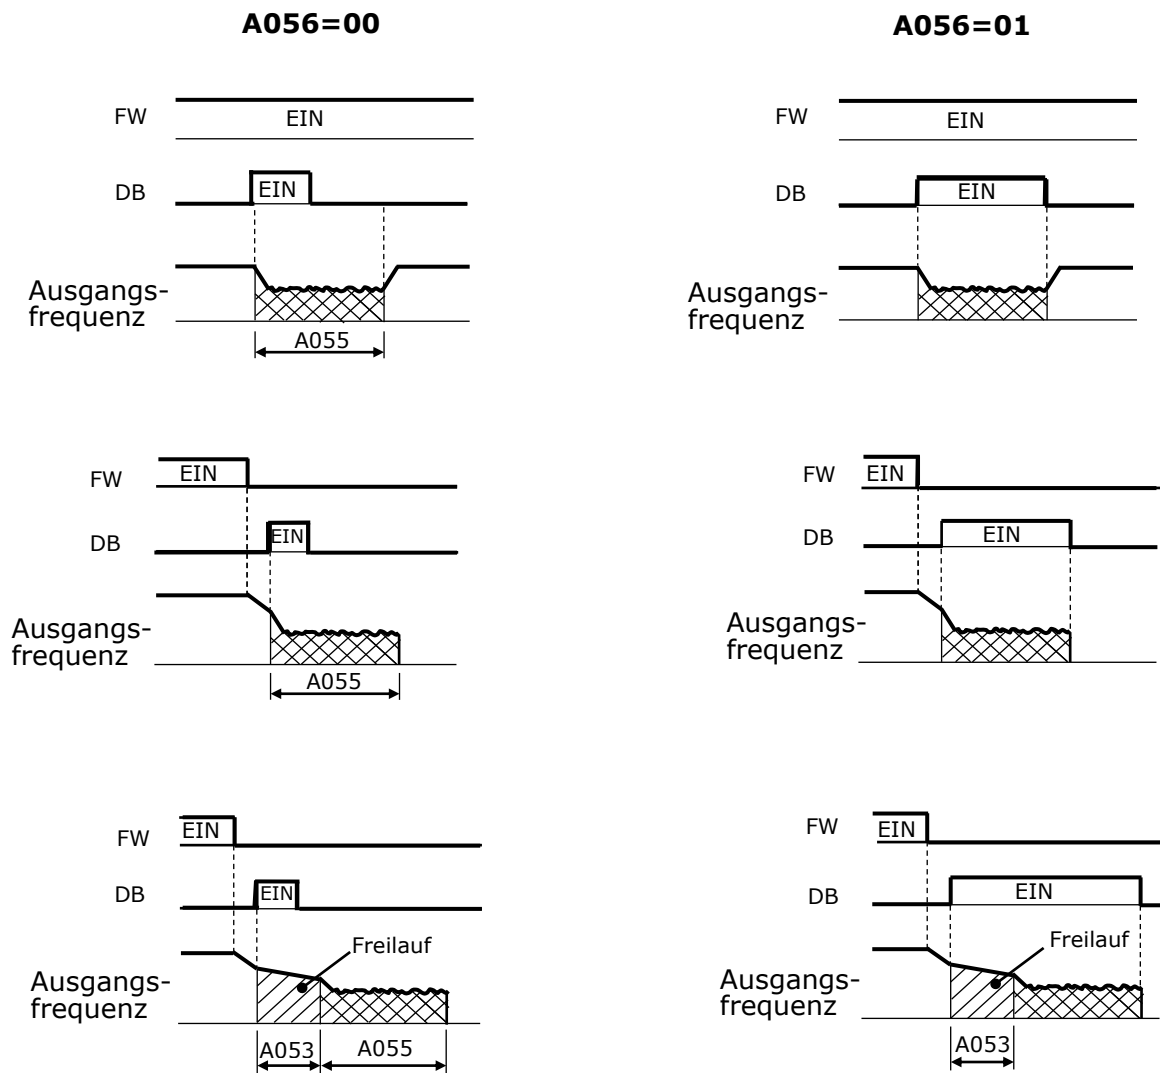 A056=00
FW
EIN
DB
EIN
Ausgangs-
frequenz
A055
FW
EIN
DB
EIN
Ausgangs-
frequenz
A055
FW
EIN
DB
EIN
Freilauf
Ausgangs-
frequenz
A053
A055
A056=01
FW
EIN
DB
EIN
Ausgangs-
frequenz
FW
EIN
DB
EIN
Ausgangs-
frequenz
FW
EIN
DB
EIN
Freilauf
Ausgangs-
frequenz
A053